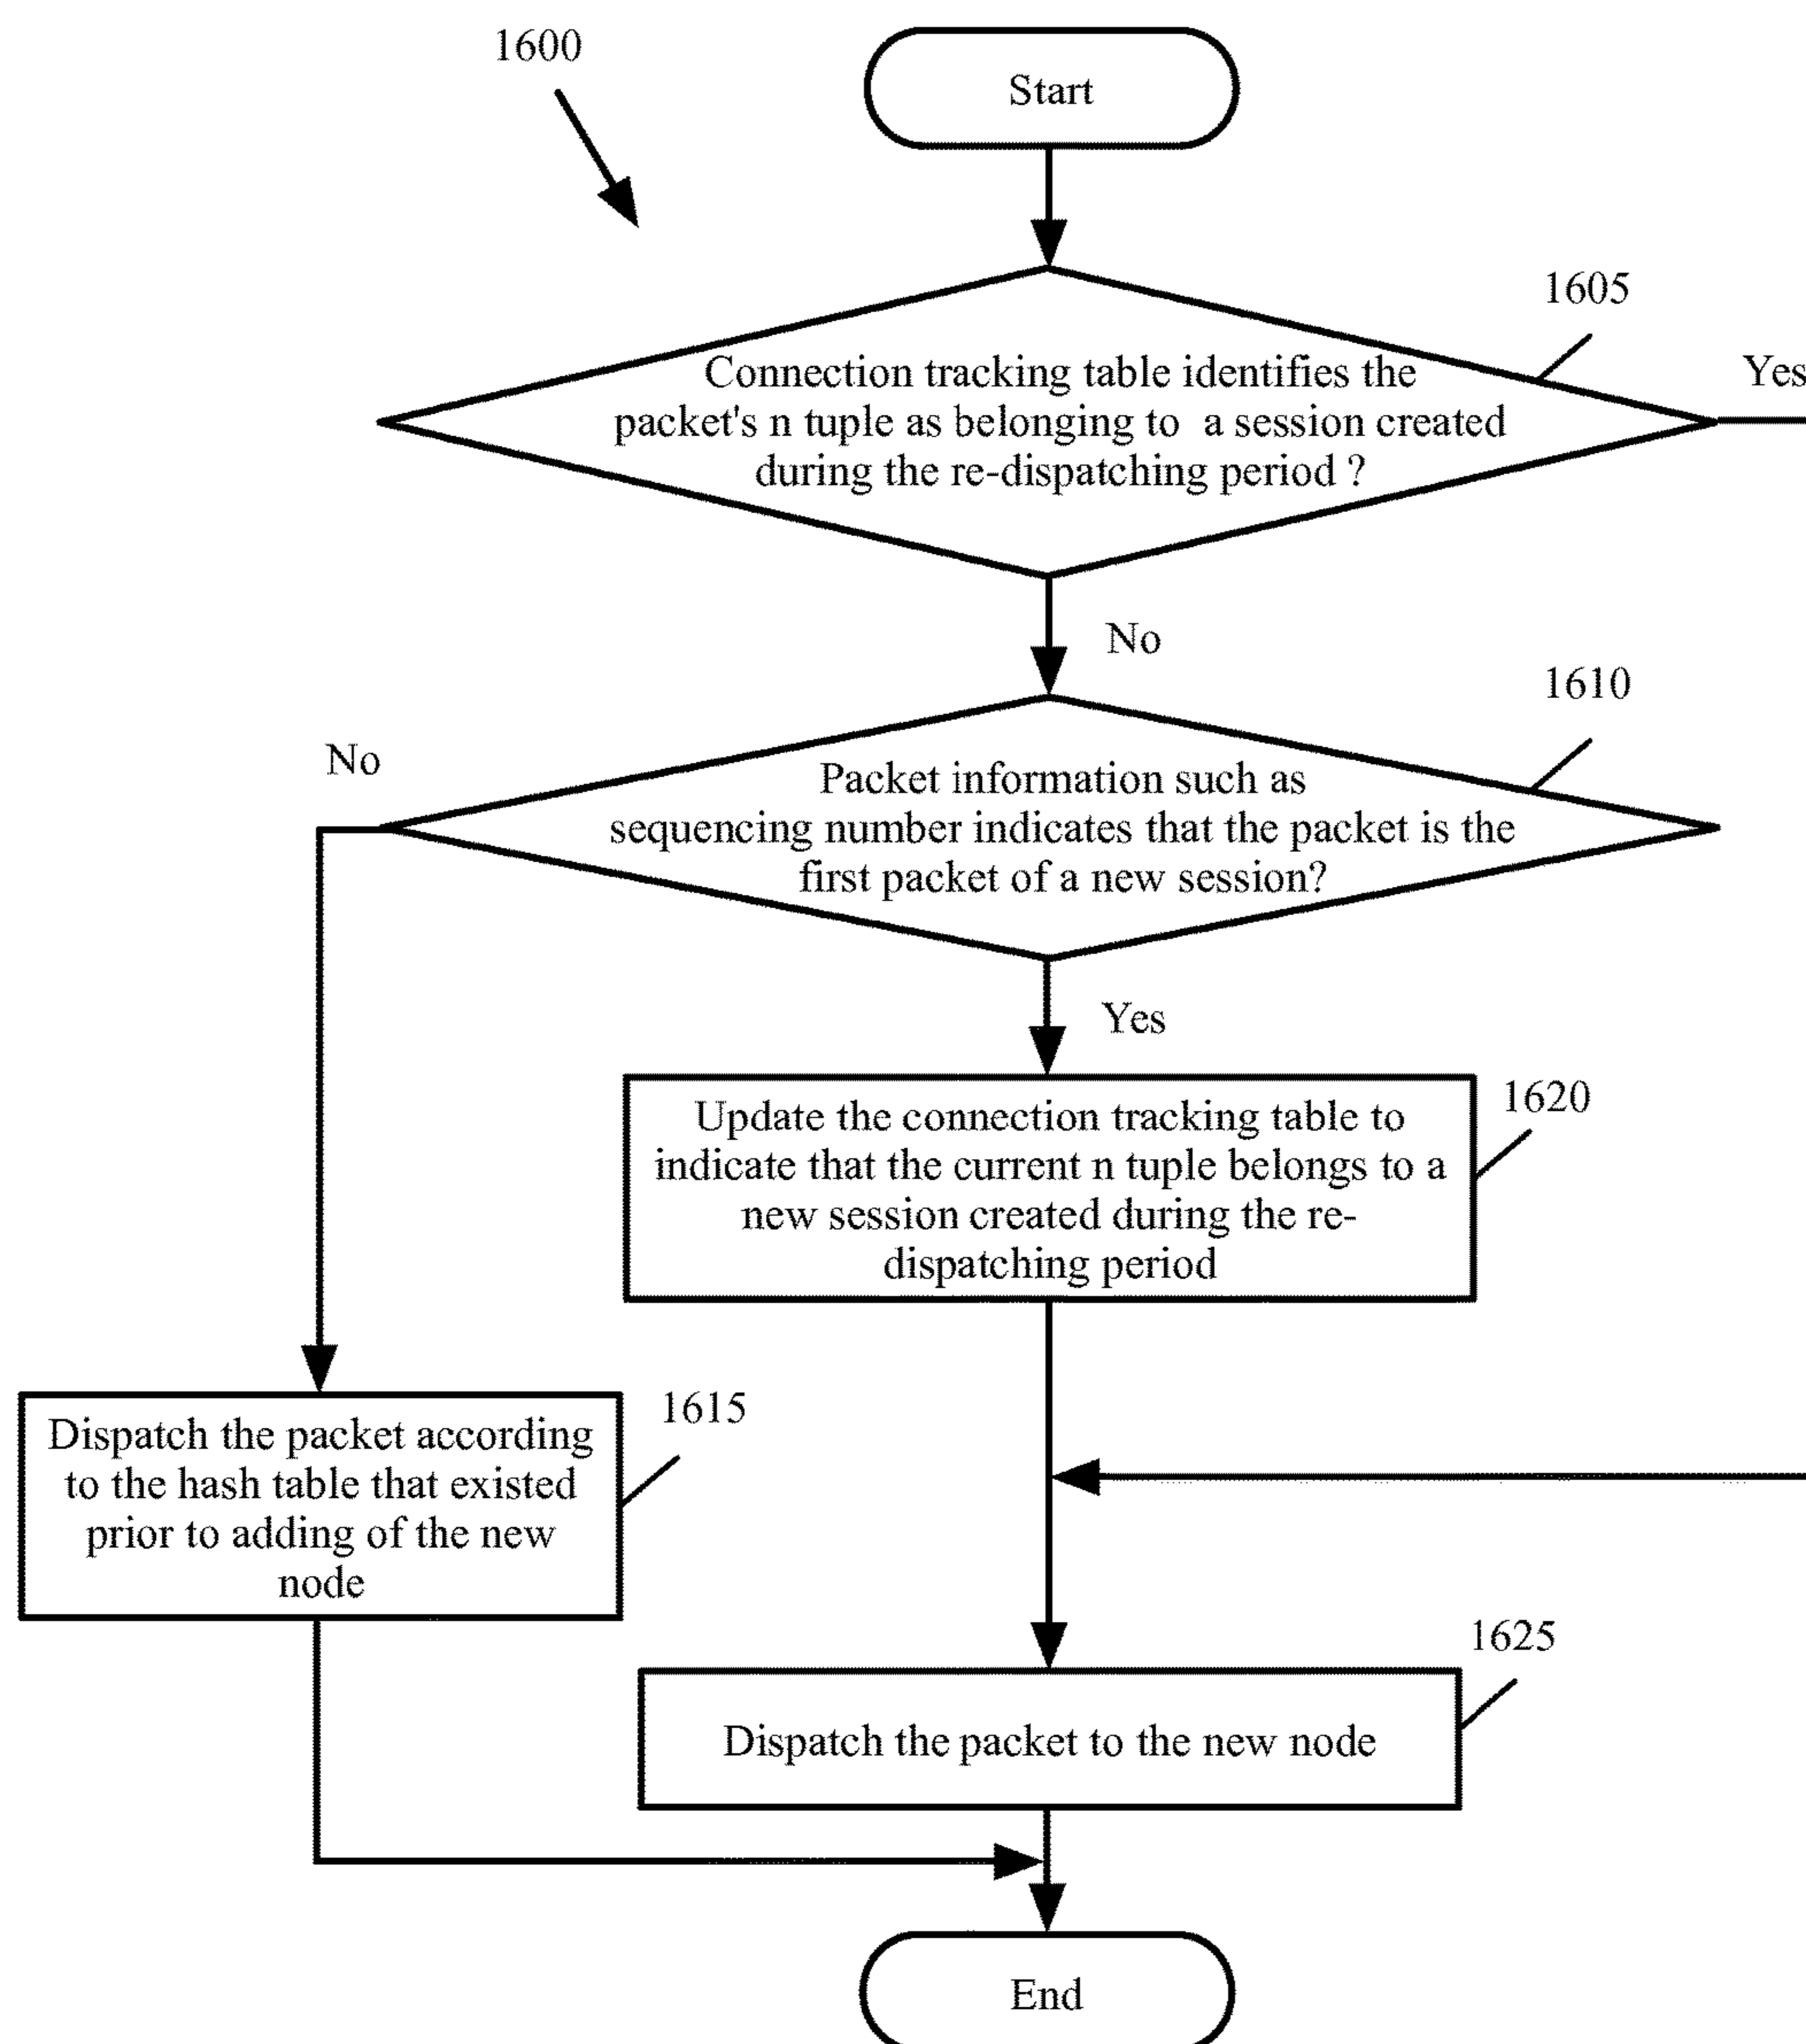 1600
Start
1605
Connection tracking table identifies the
packet's n tuple as belonging to a session created
during the re-dispatching period ?
Yes
No
1610
No
Packet information such as
sequencing number indicates that the packet is the
first packet of a new session?
Yes
1620
Update the connection tracking table to
indicate that the current n tuple belongs to a
new session created during the re-
dispatching period
1615
Dispatch the packet according
to the hash table that existed
prior to adding of the new
node
1625
Dispatch the packet to the new node
End